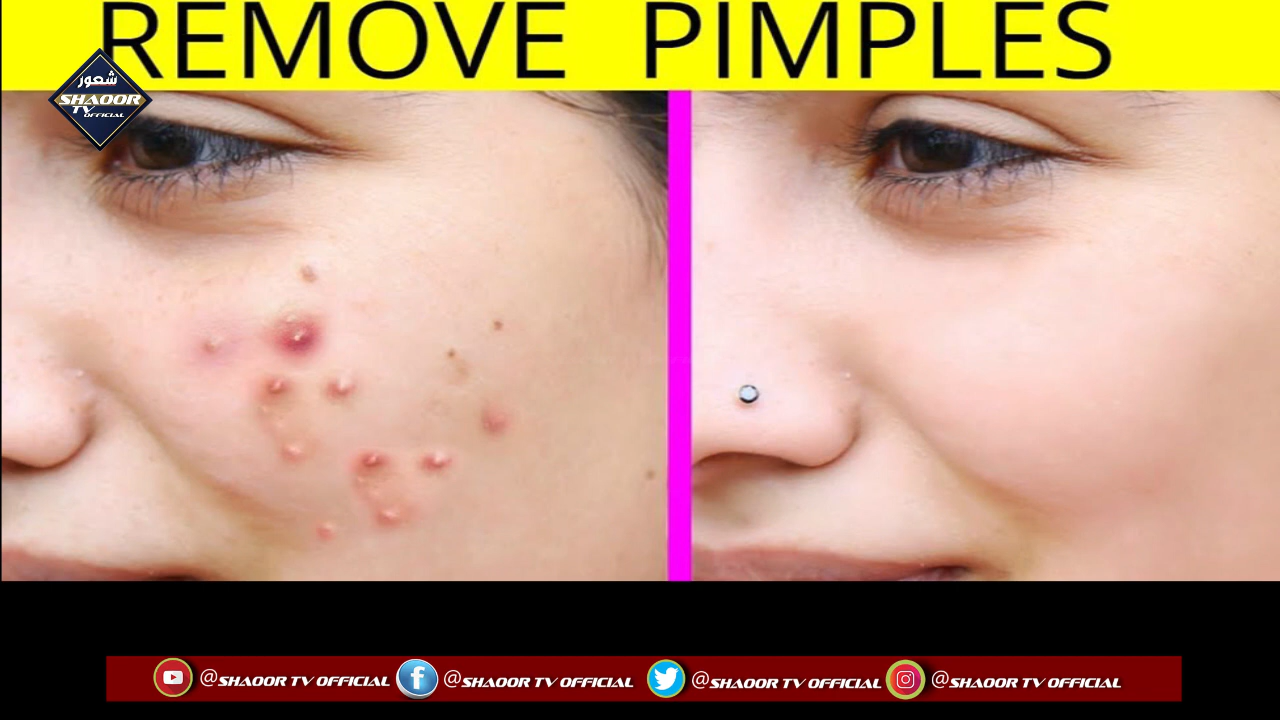 REMOVE PIMPLES
شعور
SHAOOR
TV
OFFICIAL
@SHAOOR TV OFFICIAL @SHAOOR TV OFFICIAL @SHAOOR TV OFFICIAL @SHAOOR TV OFFICIAL